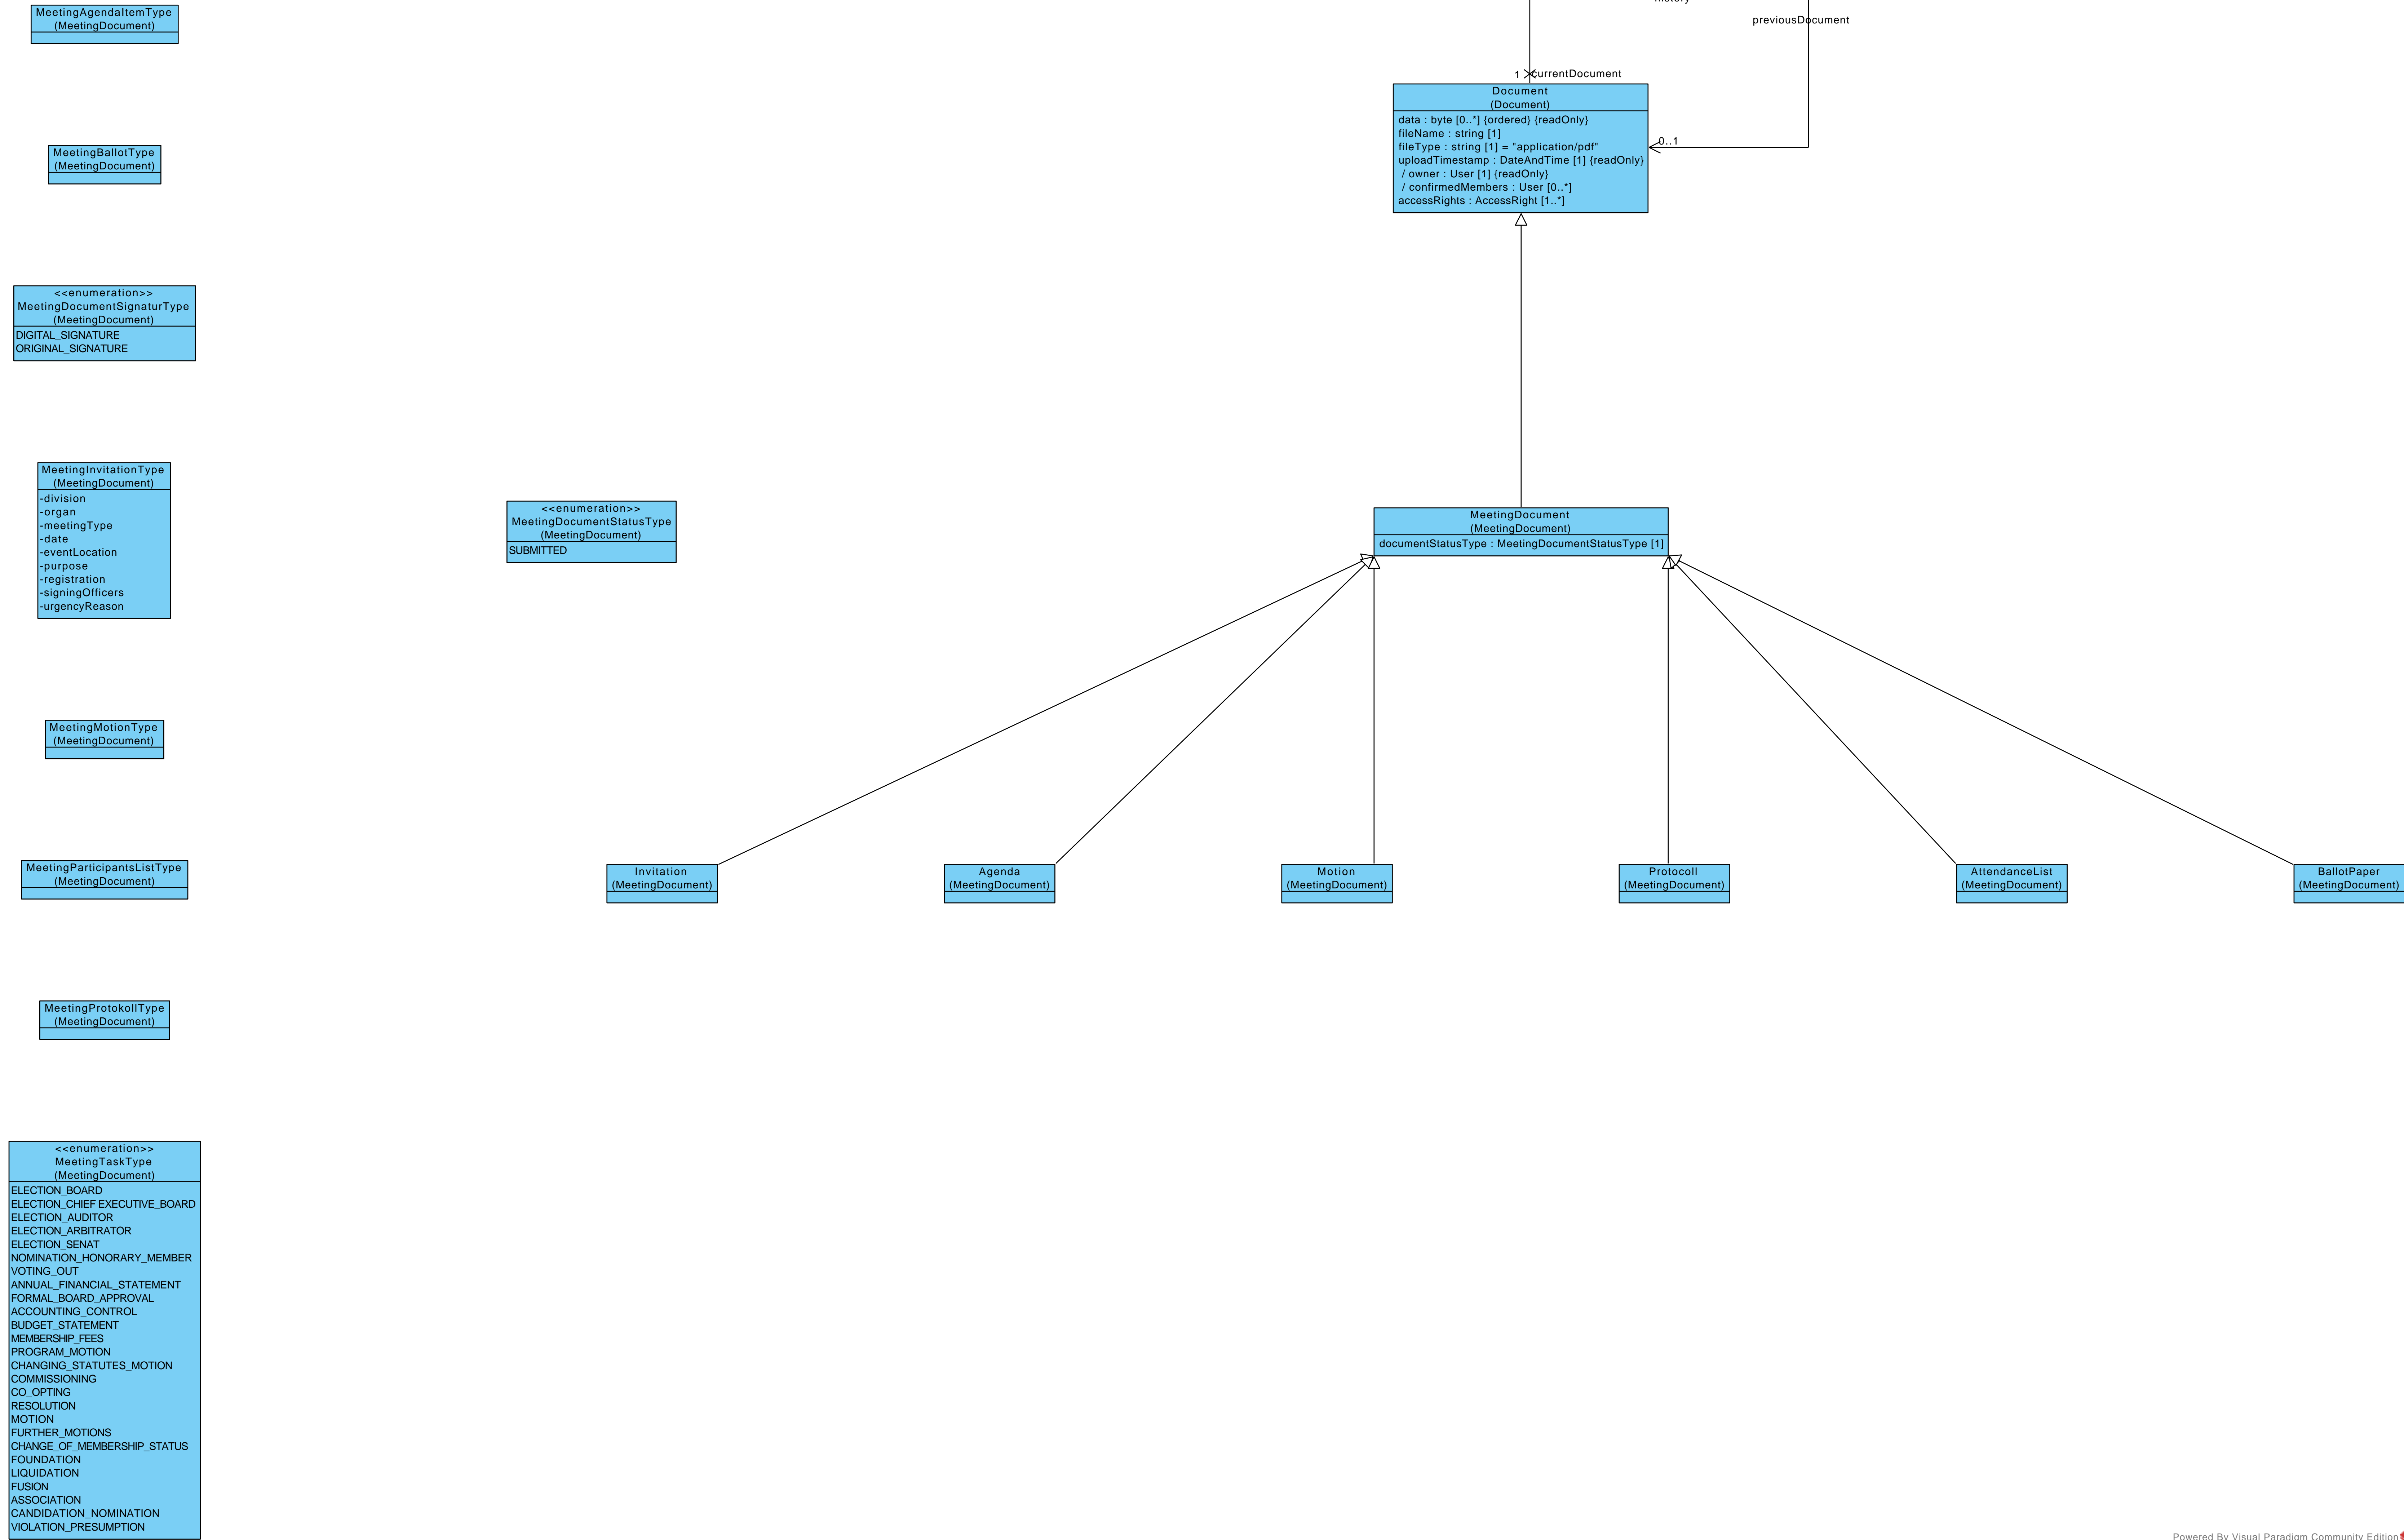 MeetingAgendaItemType
(MeetingDocument)
previousDocument
1
currentDocument
Document
(Document)
data : byte [0..*] {ordered} {readOnly}
fileName : string [1]
fileType : string [1] = "application/pdf"
uploadTimestamp : DateAndTime [1] {readOnly}
/ owner : User [1] {readOnly}
/ confirmedMembers : User [0..*]
accessRights : AccessRight [1..*]
0..1
MeetingBallotType
(MeetingDocument)
<<enumeration>>
MeetingDocumentSignaturType
(MeetingDocument)
DIGITAL_SIGNATURE
ORIGINAL_SIGNATURE
MeetingInvitationType
(MeetingDocument)
-division
-organ
-meetingType
-date
-eventLocation
-purpose
-registration
-signingOfficers
-urgencyReason
<<enumeration>>
MeetingDocumentStatusType
(MeetingDocument)
SUBMITTED
MeetingDocument
(MeetingDocument)
documentStatusType : MeetingDocumentStatusType [1]
MeetingMotionType
(MeetingDocument)
MeetingParticipantsListType
(MeetingDocument)
Invitation
(MeetingDocument)
Agenda
(MeetingDocument)
Motion
(MeetingDocument)
Protocoll
(MeetingDocument)
AttendanceList
(MeetingDocument)
BallotPaper
(MeetingDocument)
MeetingProtokollType
(MeetingDocument)
<<enumeration>>
MeetingTaskType
(MeetingDocument)
ELECTION_BOARD
ELECTION_CHIEF EXECUTIVE_BOARD
ELECTION_AUDITOR
ELECTION_ARBITRATOR
ELECTION_SENAT
NOMINATION_HONORARY_MEMBER
VOTING_OUT
ANNUAL_FINANCIAL_STATEMENT
FORMAL_BOARD_APPROVAL
ACCOUNTING_CONTROL
BUDGET_STATEMENT
MEMBERSHIP_FEES
PROGRAM_MOTION
CHANGING_STATUTES_MOTION
COMMISSIONING
CO_OPTING
RESOLUTION
MOTION
FURTHER_MOTIONS
CHANGE_OF_MEMBERSHIP_STATUS
FOUNDATION
LIQUIDATION
FUSION
ASSOCIATION
CANDIDATION_NOMINATION
VIOLATION_PRESUMPTION
Powered By Visual Paradigm Community Edition